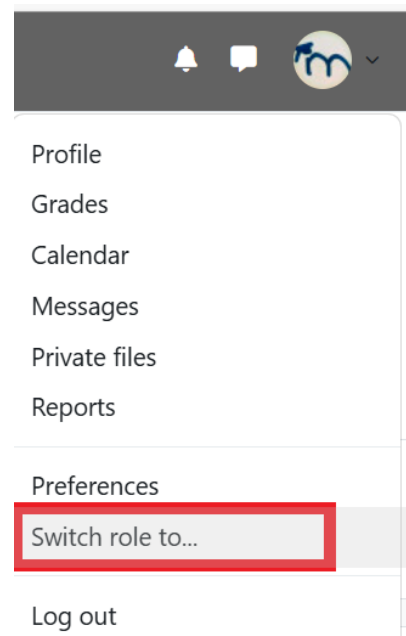 m
Profile
Grades
Calendar
Messages
Private files
Reports
Preferences
Switch role to...
Log out